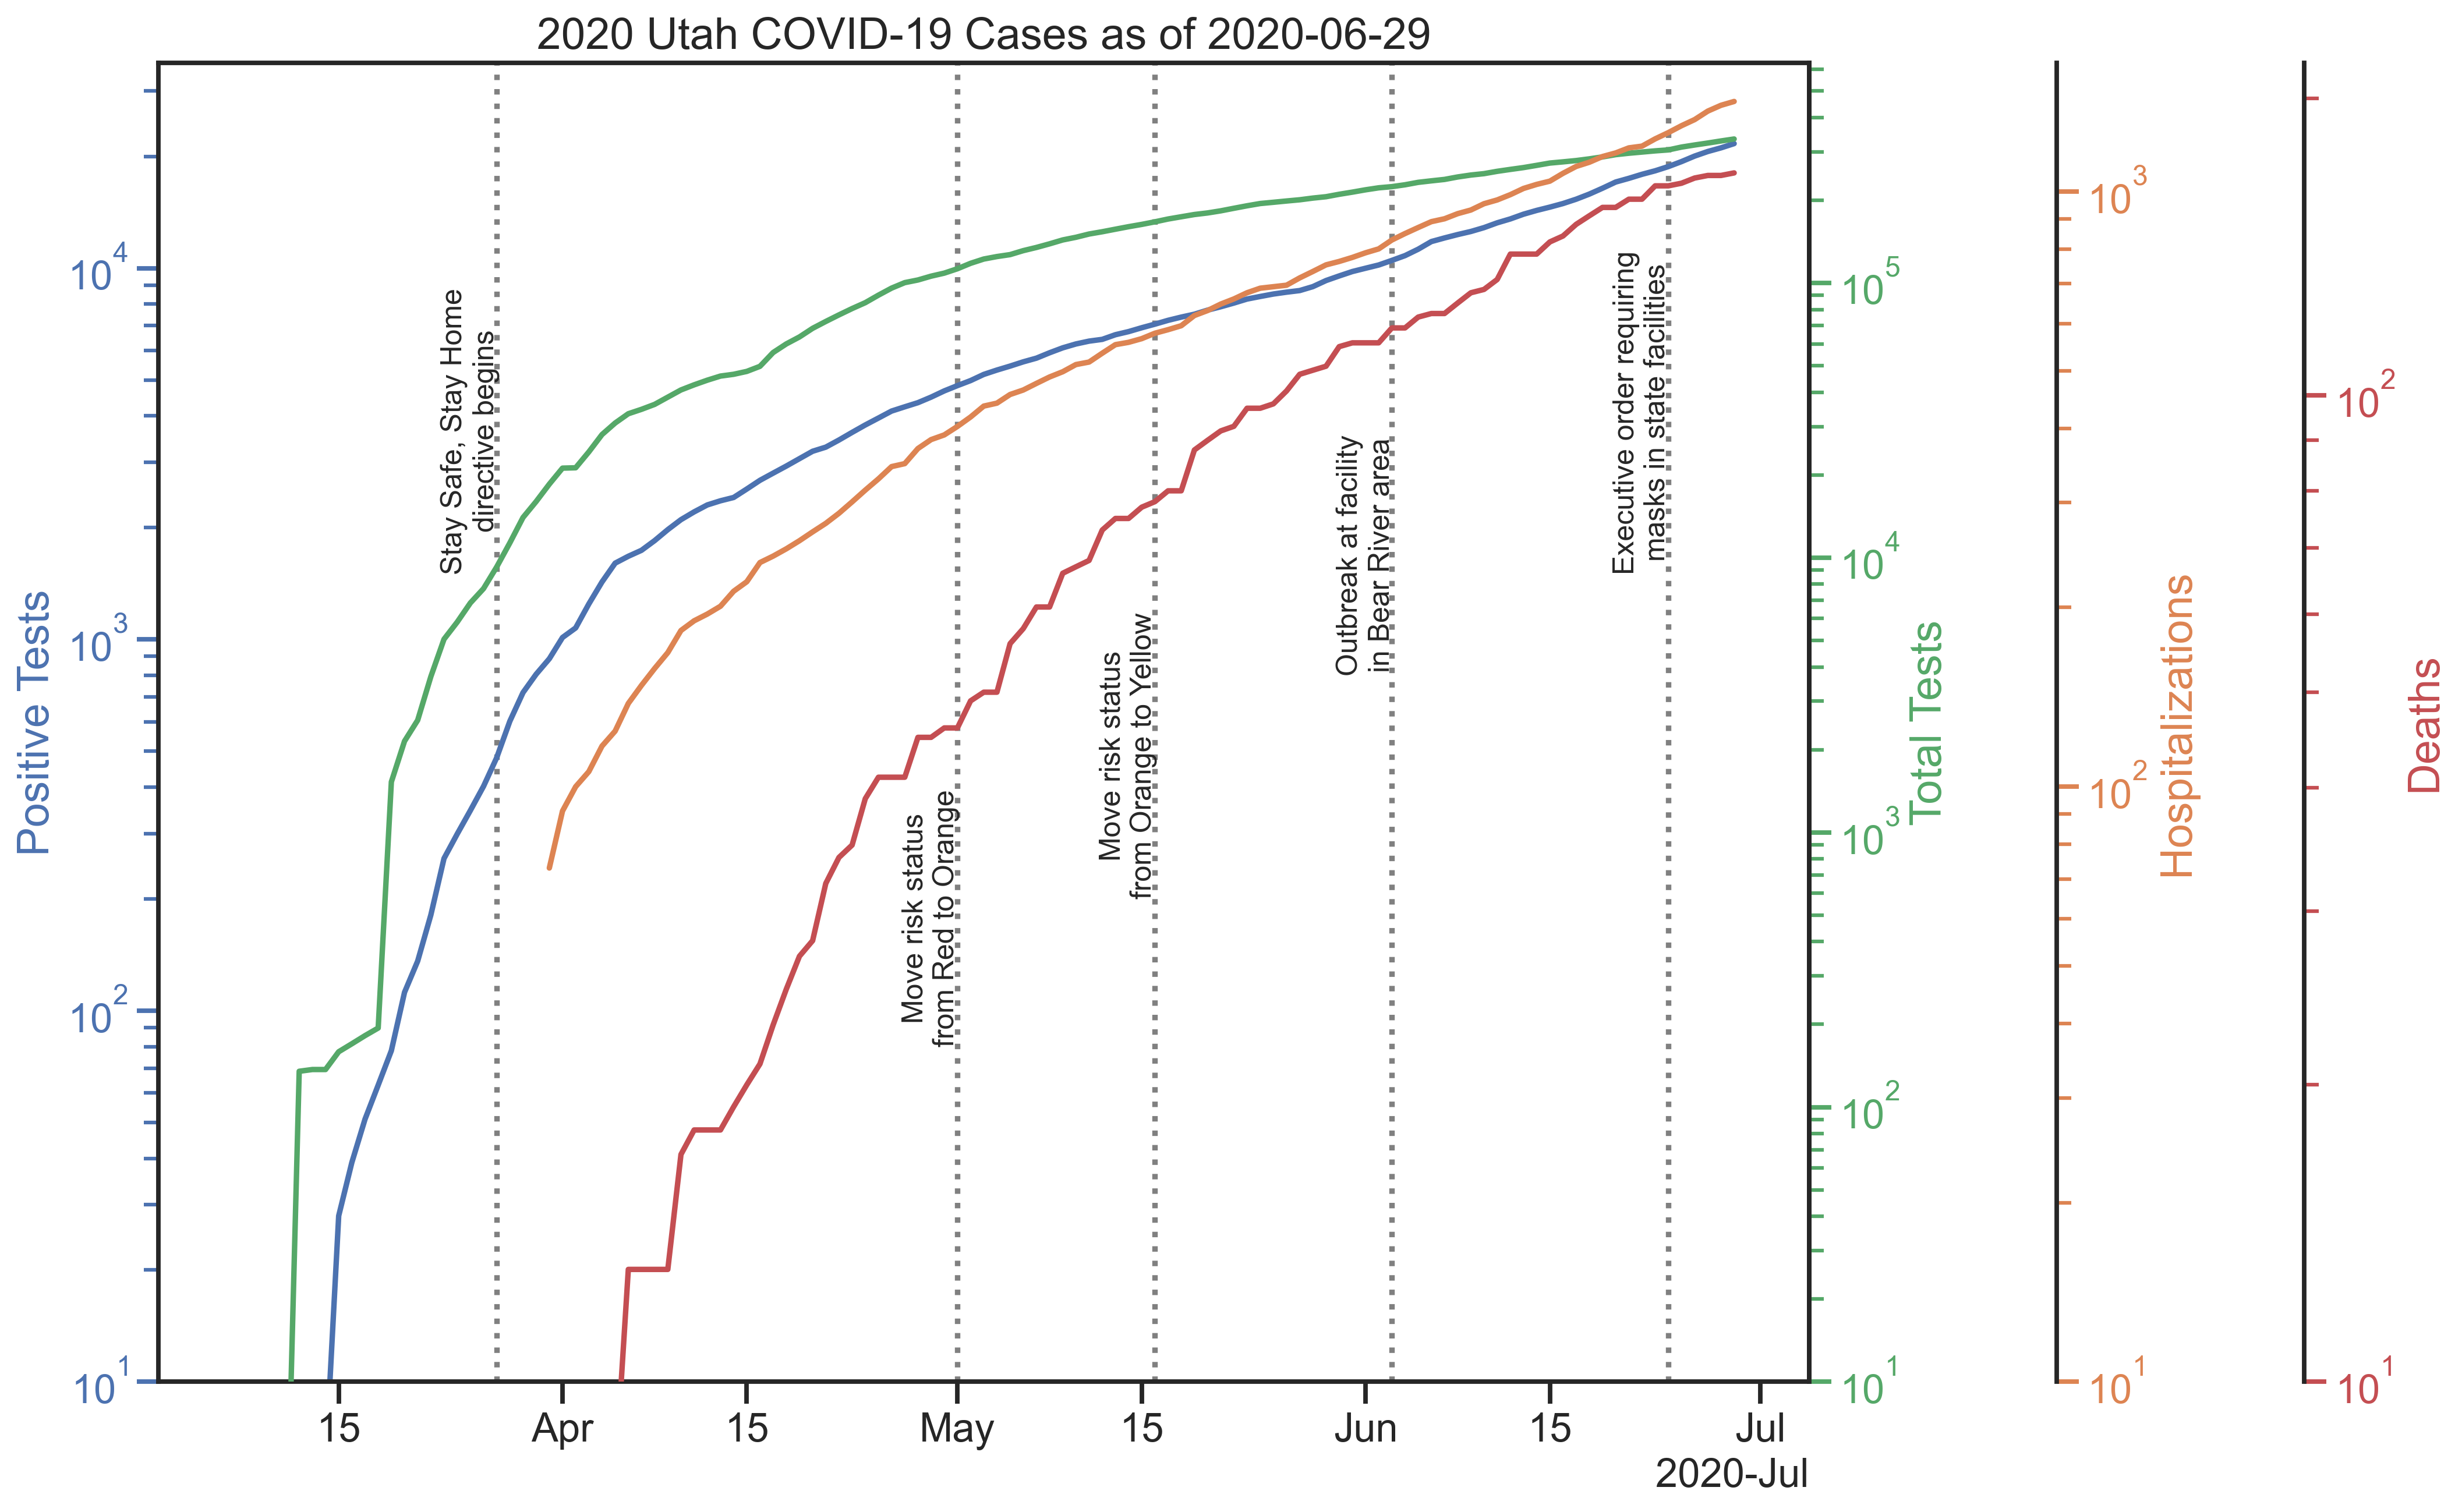 2020 Utah COVID-19 Cases as of 2020-06-29
Positive Tests
10^4
10^3
10^2
10^1
Stay Safe, Stay Home
directive begins
Move risk status
from Red to Orange
Move risk status
from Orange to Yellow
Outbreak at facility
in Bear River area
Executive order requiring
masks in state facilities
10^5
10^4
10^3
10^2
10^1
Total Tests
10^3
10^2
10^1
Hospitalizations
10^2
10^1
Deaths
15 Apr 15 May 15 Jun 15 Jul
2020-Jul